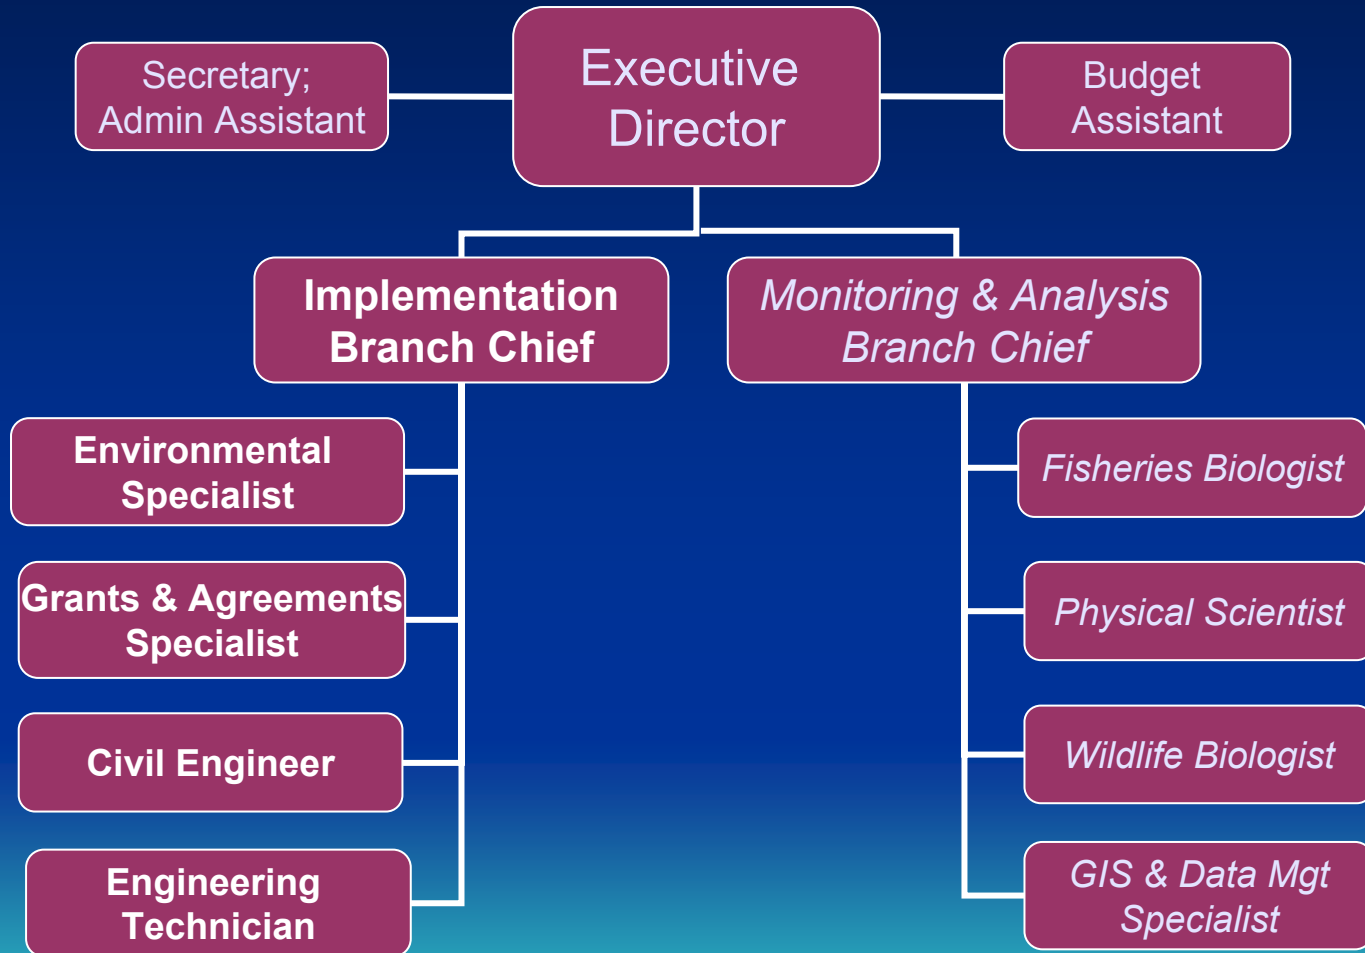 Secretary;
Admin Assistant
Executive
Director
Budget
Assistant
Implementation
Branch Chief
Monitoring & Analysis
Branch Chief
Environmental
Specialist
Grants & Agreements
Specialist
Civil Engineer
Engineering
Technician
Fisheries Biologist
Physical Scientist
Wildlife Biologist
GIS & Data Mgt
Specialist